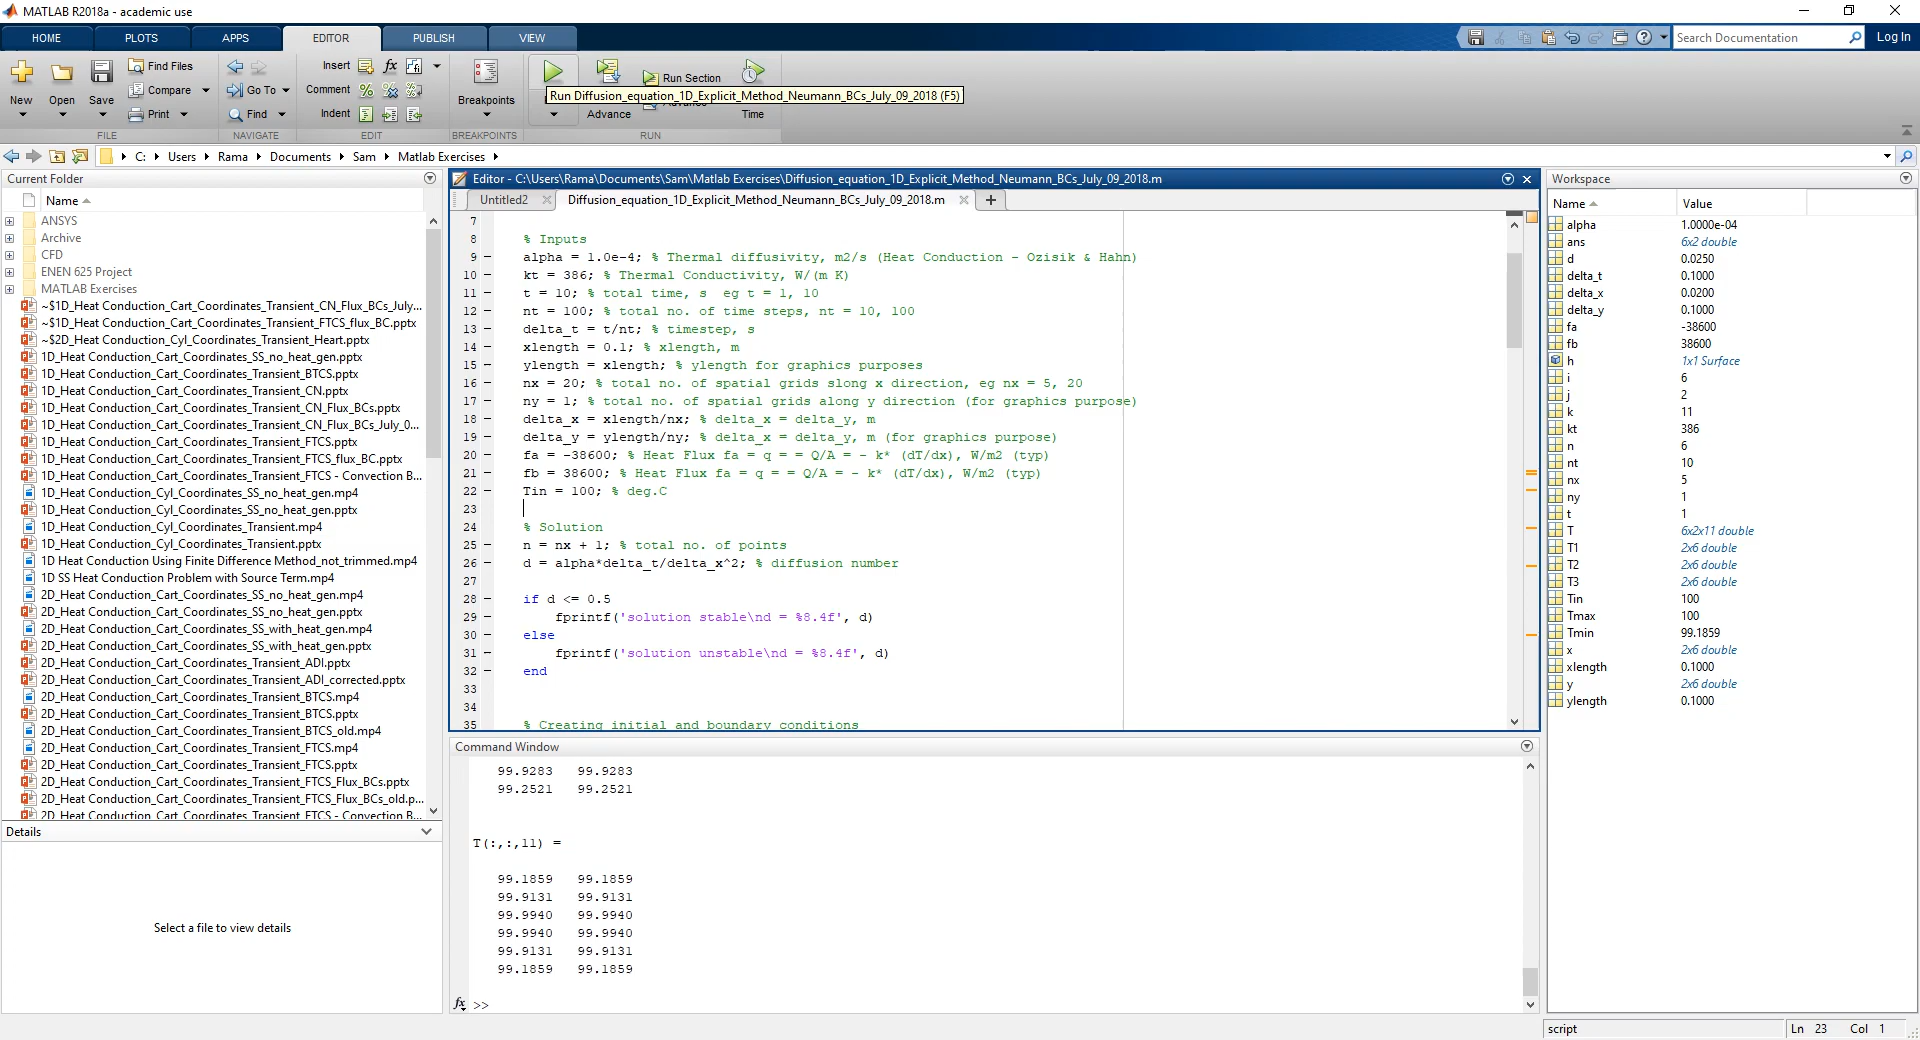 MATLAB R2018a - academic use
HOME PLOTS APPS EDITOR PUBLISH VIEW
Search Documentation
Log In
New Open Save
Find Files
Compare
Print
FILE
Go To
Find
NAVIGATE
Insert fx
Comment
Indent
EDIT
Breakpoints
BREAKPOINTS
Run Section
Advance
Time
RUN
Run Diffusion_equation_1D_Explicit_Method_Neumann_BCs_July_09_2018 (F5)
C: Users Rama Documents Sam Matlab Exercises
Current Folder
Name
ANSYS
Archive
CFD
ENEN 625 Project
MATLAB Exercises
~$1D_Heat Conduction_Cart_Coordinates_Transient_CN_Flux_BCs_July...
~$1D_Heat Conduction_Cart_Coordinates_Transient_FTCS_flux_BC.pptx
~$2D_Heat Conduction_Cyl_Coordinates_Transient_Heart.pptx
1D_Heat Conduction_Cart_Coordinates_SS_no_heat_gen.pptx
1D_Heat Conduction_Cart_Coordinates_Transient_BTCS.pptx
1D_Heat Conduction_Cart_Coordinates_Transient_CN.pptx
1D_Heat Conduction_Cart_Coordinates_Transient_CN_Flux_BCs.pptx
1D_Heat Conduction_Cart_Coordinates_Transient_CN_Flux_BCs_July_0...
1D_Heat Conduction_Cart_Coordinates_Transient_FTCS.pptx
1D_Heat Conduction_Cart_Coordinates_Transient_FTCS_flux_BC.pptx
1D_Heat Conduction_Cart_Coordinates_Transient_FTCS - Convection B...
1D_Heat Conduction_Cyl_Coordinates_SS_no_heat_gen.mp4
1D_Heat Conduction_Cyl_Coordinates_SS_no_heat_gen.pptx
1D_Heat Conduction_Cyl_Coordinates_Transient.mp4
1D_Heat Conduction_Cyl_Coordinates_Transient.pptx
1D Heat Conduction Using Finite Difference Method_not_trimmed.mp4
1D SS Heat Conduction Problem with Source Term.mp4
2D_Heat Conduction_Cart_Coordinates_SS_no_heat_gen.mp4
2D_Heat Conduction_Cart_Coordinates_SS_no_heat_gen.pptx
2D_Heat Conduction_Cart_Coordinates_SS_with_heat_gen.mp4
2D_Heat Conduction_Cart_Coordinates_SS_with_heat_gen.pptx
2D_Heat Conduction_Cart_Coordinates_Transient_ADI.pptx
2D_Heat Conduction_Cart_Coordinates_Transient_ADI_corrected.pptx
2D_Heat Conduction_Cart_Coordinates_Transient_BTCS.mp4
2D_Heat Conduction_Cart_Coordinates_Transient_BTCS.pptx
2D_Heat Conduction_Cart_Coordinates_Transient_BTCS_old.mp4
2D_Heat Conduction_Cart_Coordinates_Transient_FTCS.mp4
2D_Heat Conduction_Cart_Coordinates_Transient_FTCS.pptx
2D_Heat Conduction_Cart_Coordinates_Transient_FTCS_Flux_BCs.pptx
2D_Heat Conduction_Cart_Coordinates_Transient_FTCS_Flux_BCs_old.p...
2D_Heat Conduction_Cart_Coordinates_Transient_FTCS - Convection B...
Details
Select a file to view details
Editor - C:\Users\Rama\Documents\Sam\Matlab Exercises\Diffusion_equation_1D_Explicit_Method_Neumann_BCs_July_09_2018.m
Untitled2 Diffusion_equation_1D_Explicit_Method_Neumann_BCs_July_09_2018.m
7
8 % Inputs
9 - alpha = 1.0e-4; % Thermal diffusivity, m2/s (Heat Conduction - Ozisik & Hahn)
10 - kt = 386; % Thermal Conductivity, W/(m K)
11 - t = 10; % total time, s eg t = 1, 10
12 - nt = 100; % total no. of time steps, nt = 10, 100
13 - delta_t = t/nt; % timestep, s
14 - xlength = 0.1; % xlength, m
15 - ylength = xlength; % ylength for graphics purposes
16 - nx = 20; % total no. of spatial grids slong x direction, eg nx = 5, 20
17 - ny = 1; % total no. of spatial grids along y direction (for graphics purpose)
18 - delta_x = xlength/nx; % delta_x = delta_y, m
19 - delta_y = ylength/ny; % delta_x = delta_y, m (for graphics purpose)
20 - fa = -38600; % Heat Flux fa = q = = Q/A = - k* (dT/dx), W/m2 (typ)
21 - fb = 38600; % Heat Flux fa = q = = Q/A = - k* (dT/dx), W/m2 (typ)
22 - Tin = 100; % deg.C
23
24 % Solution
25 - n = nx + 1; % total no. of points
26 - d = alpha*delta_t/delta_x^2; % diffusion number
27
28 - if d <= 0.5
29 - fprintf('solution stable\nd = %8.4f', d)
30 - else
31 - fprintf('solution unstable\nd = %8.4f', d)
32 - end
33
34
35 % Creating initial and boundary conditions
Command Window
99.9283 99.9283
99.2521 99.2521
T(:,:,11) =
99.1859 99.1859
99.9131 99.9131
99.9940 99.9940
99.9940 99.9940
99.9131 99.9131
99.1859 99.1859
fx >>
Workspace
Name Value
alpha 1.0000e-04
ans 6x2 double
d 0.0250
delta_t 0.1000
delta_x 0.0200
delta_y 0.1000
fa -38600
fb 38600
h 1x1 Surface
i 6
j 2
k 11
kt 386
n 6
nt 10
nx 5
ny 1
t 1
T 6x2x11 double
T1 2x6 double
T2 2x6 double
T3 2x6 double
Tin 100
Tmax 100
Tmin 99.1859
x 2x6 double
xlength 0.1000
y 2x6 double
ylength 0.1000
script Ln 23 Col 1